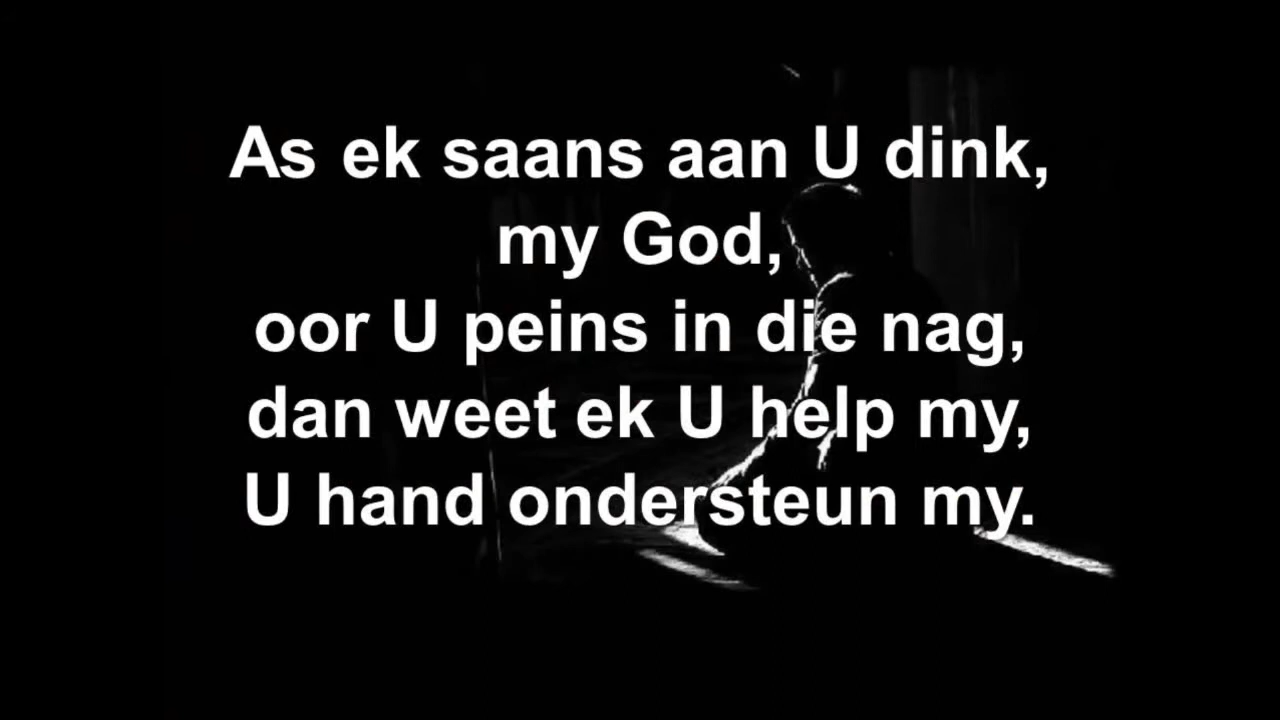 As ek saans aan U dink,
my God,
oor U peins in die nag,
dan weet ek U help my,
U hand ondersteun my.